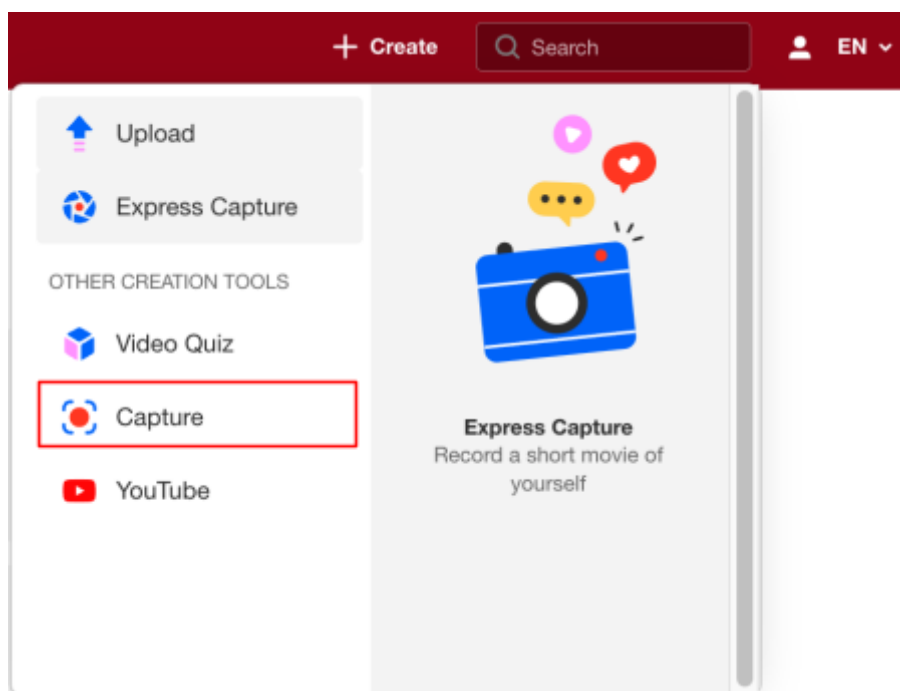 Create
Search
EN
Upload
Express Capture
OTHER CREATION TOOLS
Video Quiz
Capture
YouTube
Express Capture
Record a short movie of
yourself